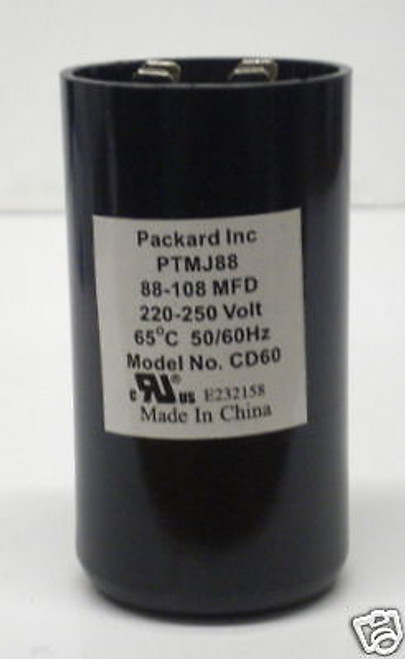 Packard Inc
PTMJ88
88-108 MFD
220-250 Volt
65°C 50/60Hz
Model No. CD60
c RU® us E232158
Made In China